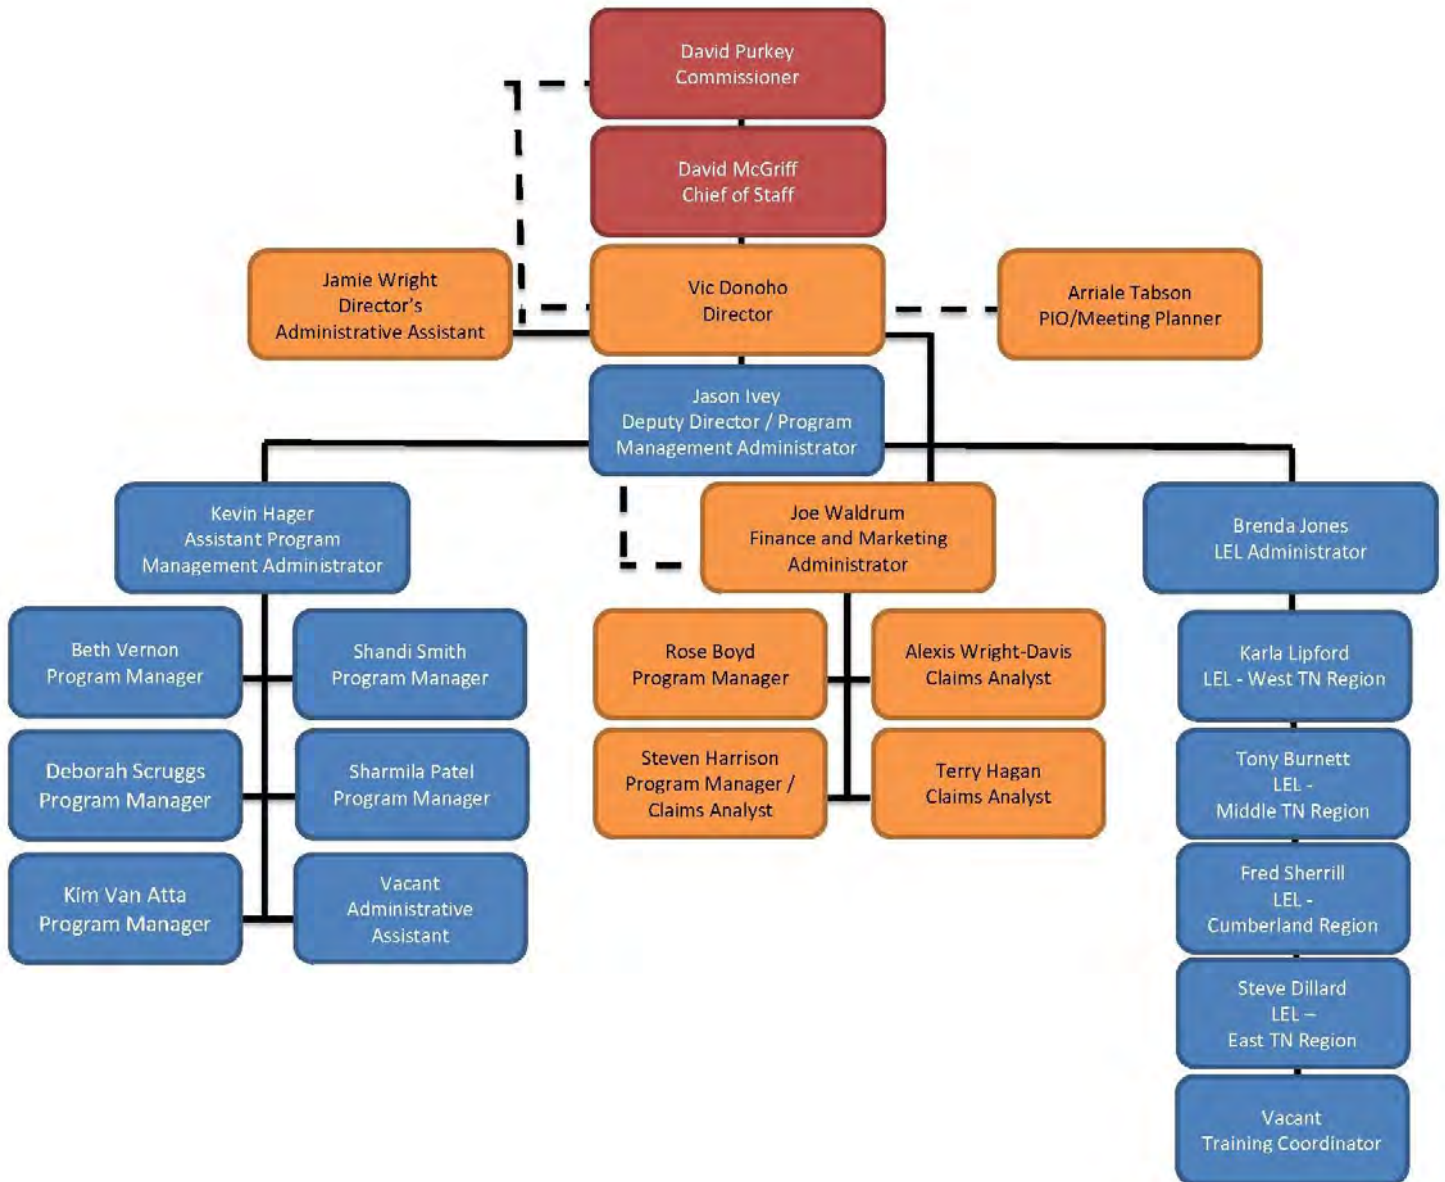 David Purkey
Commissioner
David McGriff
Chief of Staff
Jamie Wright
Director's
Administrative Assistant
Vic Donoho
Director
Arriale Tabson
PIO/Meeting Planner
Jason Ivey
Deputy Director / Program
Management Administrator
Kevin Hager
Assistant Program
Management Administrator
Joe Waldrum
Finance and Marketing
Administrator
Brenda Jones
LEL Administrator
Beth Vernon
Program Manager
Shandi Smith
Program Manager
Rose Boyd
Program Manager
Alexis Wright-Davis
Claims Analyst
Karla Lipford
LEL - West TN Region
Deborah Scruggs
Program Manager
Sharmila Patel
Program Manager
Steven Harrison
Program Manager /
Claims Analyst
Terry Hagan
Claims Analyst
Tony Burnett
LEL -
Middle TN Region
Kim Van Atta
Program Manager
Vacant
Administrative
Assistant
Fred Sherrill
LEL -
Cumberland Region
Steve Dillard
LEL –
East TN Region
Vacant
Training Coordinator